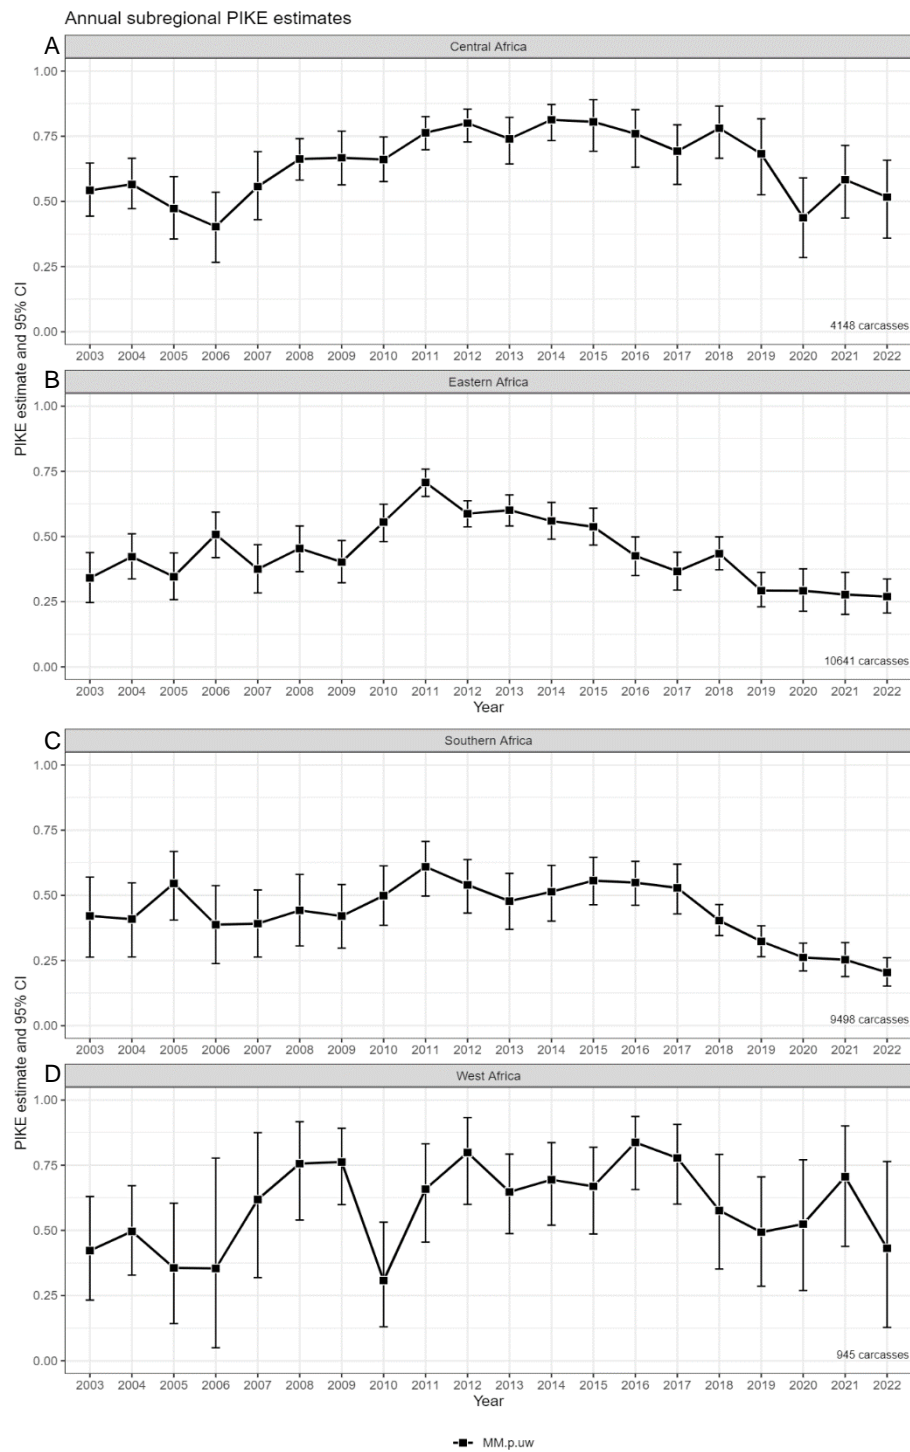 Annual subregional PIKE estimates
A
Central Africa
1.00
0.75
0.50
0.25
0.00
4148 carcasses
2003 2004 2005 2006 2007 2008 2009 2010 2011 2012 2013 2014 2015 2016 2017 2018 2019 2020 2021 2022
PIKE estimate and 95% CI
B
Eastern Africa
1.00
0.75
0.50
0.25
0.00
10641 carcasses
2003 2004 2005 2006 2007 2008 2009 2010 2011 2012 2013 2014 2015 2016 2017 2018 2019 2020 2021 2022
Year
C
Southern Africa
1.00
0.75
0.50
0.25
0.00
9498 carcasses
2003 2004 2005 2006 2007 2008 2009 2010 2011 2012 2013 2014 2015 2016 2017 2018 2019 2020 2021 2022
PIKE estimate and 95% CI
D
West Africa
1.00
0.75
0.50
0.25
0.00
945 carcasses
2003 2004 2005 2006 2007 2008 2009 2010 2011 2012 2013 2014 2015 2016 2017 2018 2019 2020 2021 2022
Year
MM.p.uw